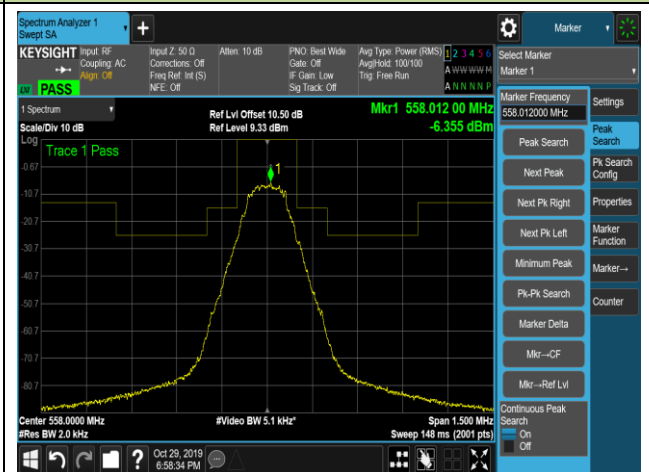 Spectrum Analyzer 1
Swept SA
+
Marker
KEYSIGHT
Input: RF
Coupling: AC
Align: Off
Input Z: 50 Ω
Corrections: Off
Freq Ref: Int (S)
NFE: Off
Atten: 10 dB
PNO: Best Wide
Gate: Off
IF Gain: Low
Sig Track: Off
Avg Type: Power (RMS)
Avg|Hold: 100/100
Trig: Free Run
1 2 3 4 5 6
A W W W W M
A N N N N P
PASS
Select Marker
Marker 1
1 Spectrum
Scale/Div 10 dB
Ref Lvl Offset 10.50 dB
Ref Level 9.33 dBm
Mkr1 558.012 00 MHz
-6.355 dBm
Log
Trace 1 Pass
1
-0.67
-10.7
-20.7
-30.7
-40.7
-50.7
-60.7
-70.7
-80.7
Center 558.0000 MHz
#Res BW 2.0 kHz
#Video BW 5.1 kHz*
Span 1.500 MHz
Sweep 148 ms (2001 pts)
Marker Frequency
558.012000 MHz
Peak Search
Next Peak
Next Pk Right
Next Pk Left
Minimum Peak
Pk-Pk Search
Marker Delta
Mkr→CF
Mkr→Ref Lvl
Continuous Peak
Search
On
Off
Settings
Peak
Search
Pk Search
Config
Properties
Marker
Function
Marker→
Counter
?
Oct 29, 2019
6:58:34 PM